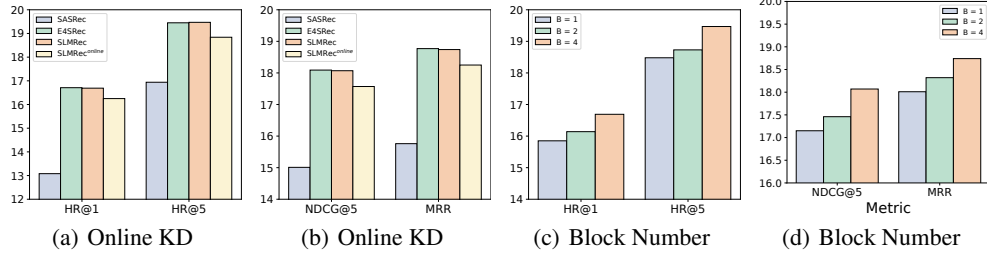 20
19
18
17
16
15
14
13
12
SASRec
E4SRec
SLMRec
SLMRec^online
HR@1 HR@5
(a) Online KD
20
19
18
17
16
15
14
SASRec
E4SRec
SLMRec
SLMRec^online
NDCG@5 MRR
(b) Online KD
20
19
18
17
16
15
14
B = 1
B = 2
B = 4
HR@1 HR@5
(c) Block Number
20.0
19.5
19.0
18.5
18.0
17.5
17.0
16.5
16.0
B = 1
B = 2
B = 4
NDCG@5 MRR
Metric
(d) Block Number